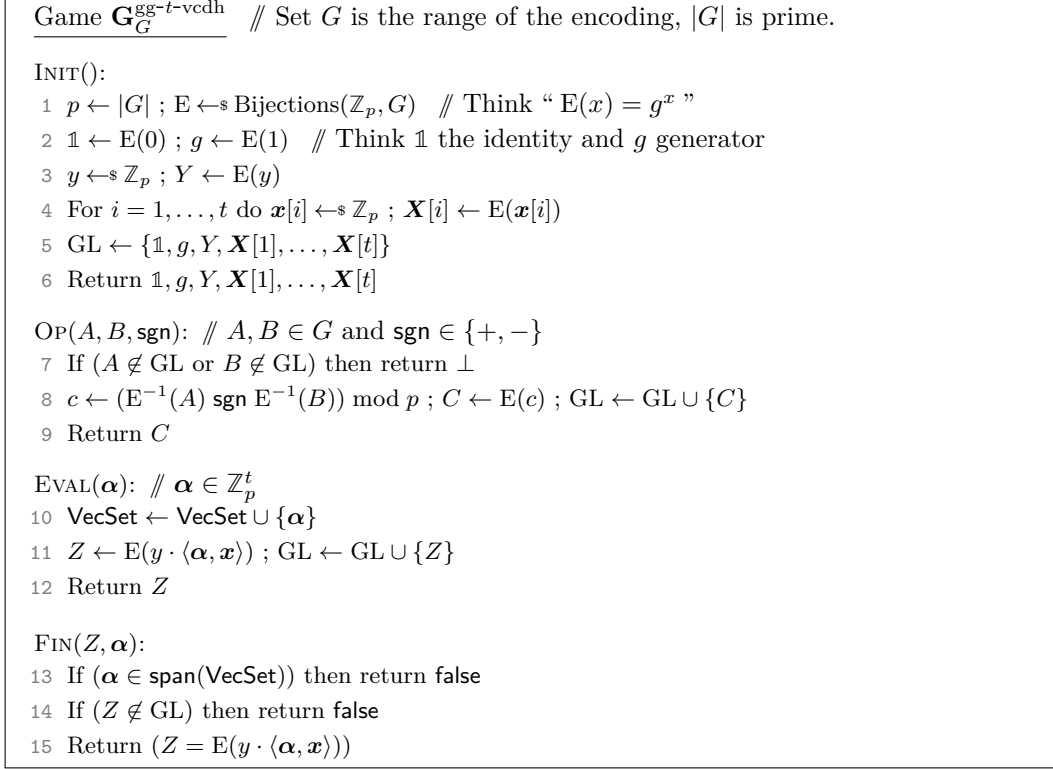 Game G_G^{gg-t-vcdh} // Set G is the range of the encoding, |G| is prime.
INIT():
1 p ← |G| ; E ←$ Bijections(ℤ_p, G) // Think “ E(x) = g^x ”
2 𝟙 ← E(0) ; g ← E(1) // Think 𝟙 the identity and g generator
3 y ←$ ℤ_p ; Y ← E(y)
4 For i = 1, . . . , t do x[i] ←$ ℤ_p ; X[i] ← E(x[i])
5 GL ← {𝟙, g, Y, X[1], . . . , X[t]}
6 Return 𝟙, g, Y, X[1], . . . , X[t]
OP(A, B, sgn): // A, B ∈ G and sgn ∈ {+, −}
7 If (A ∉ GL or B ∉ GL) then return ⊥
8 c ← (E^{−1}(A) sgn E^{−1}(B)) mod p ; C ← E(c) ; GL ← GL ∪ {C}
9 Return C
EVAL(α): // α ∈ ℤ_p^t
10 VecSet ← VecSet ∪ {α}
11 Z ← E(y · ⟨α, x⟩) ; GL ← GL ∪ {Z}
12 Return Z
FIN(Z, α):
13 If (α ∈ span(VecSet)) then return false
14 If (Z ∉ GL) then return false
15 Return (Z = E(y · ⟨α, x⟩))